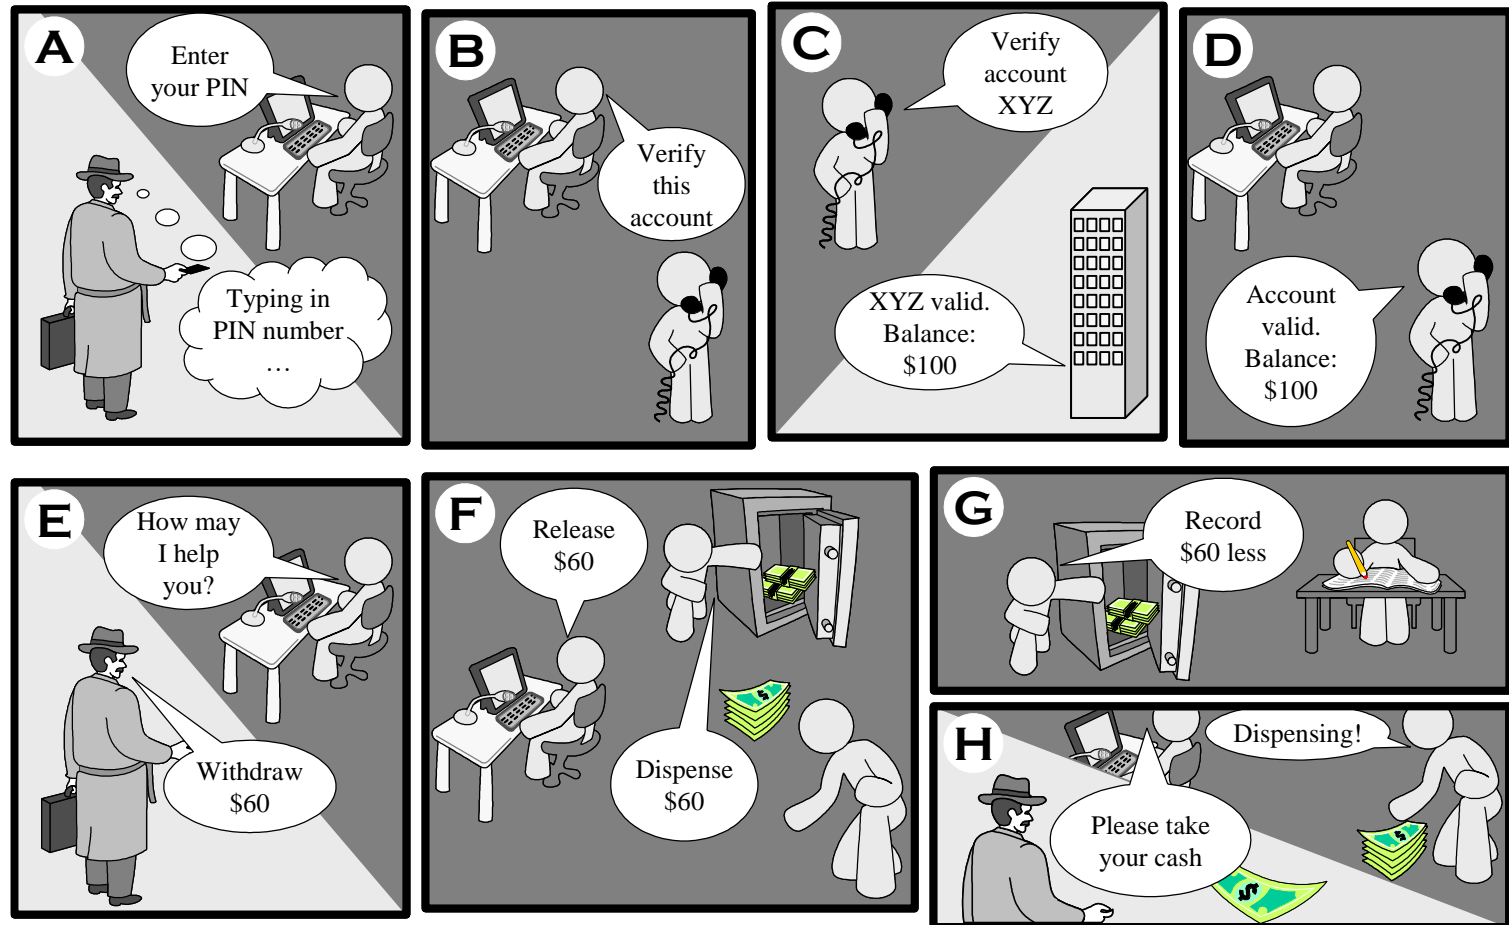 A
Enter
your PIN
Typing in
PIN number
…
B
Verify
this
account
C
Verify
account
XYZ
XYZ valid.
Balance:
$100
D
Account
valid.
Balance:
$100
E
How may
I help
you?
Withdraw
$60
F
Release
$60
Dispense
$60
G
Record
$60 less
H
Dispensing!
Please take
your cash
$